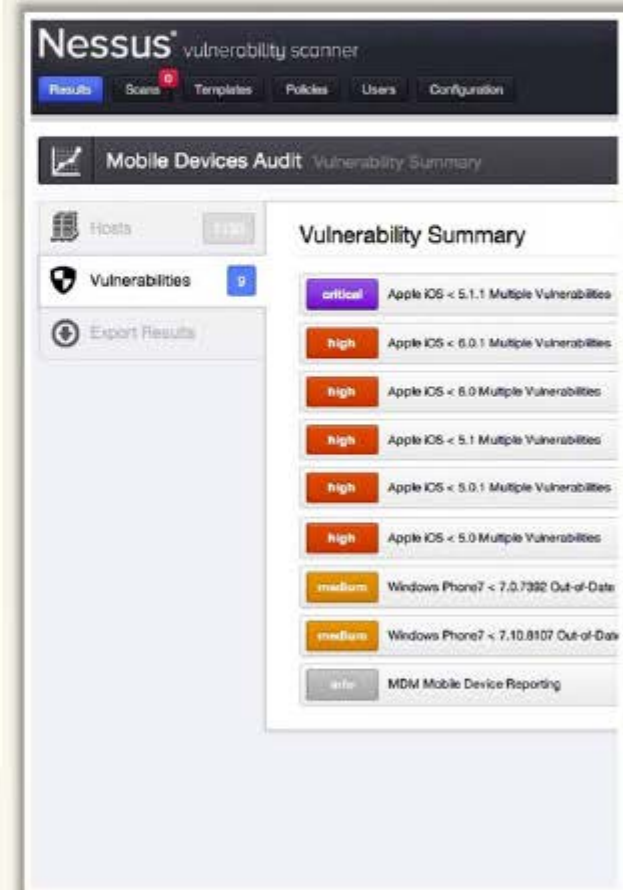 Nessus® vulnerability scanner
Results Scans 0 Templates Policies Users Configuration
Mobile Devices Audit Vulnerability Summary
Hosts
Vulnerability Summary
Vulnerabilities 9
critical Apple iOS < 5.1.1 Multiple Vulnerabilities
Export Results
high Apple iOS < 6.0.1 Multiple Vulnerabilities
high Apple iOS < 6.0 Multiple Vulnerabilities
high Apple iOS < 5.1 Multiple Vulnerabilities
high Apple iOS < 5.0.1 Multiple Vulnerabilities
high Apple iOS < 5.0 Multiple Vulnerabilities
medium Windows Phone7 < 7.0.7392 Out-of-Date
medium Windows Phone7 < 7.10.8107 Out-of-Date
info MDM Mobile Device Reporting